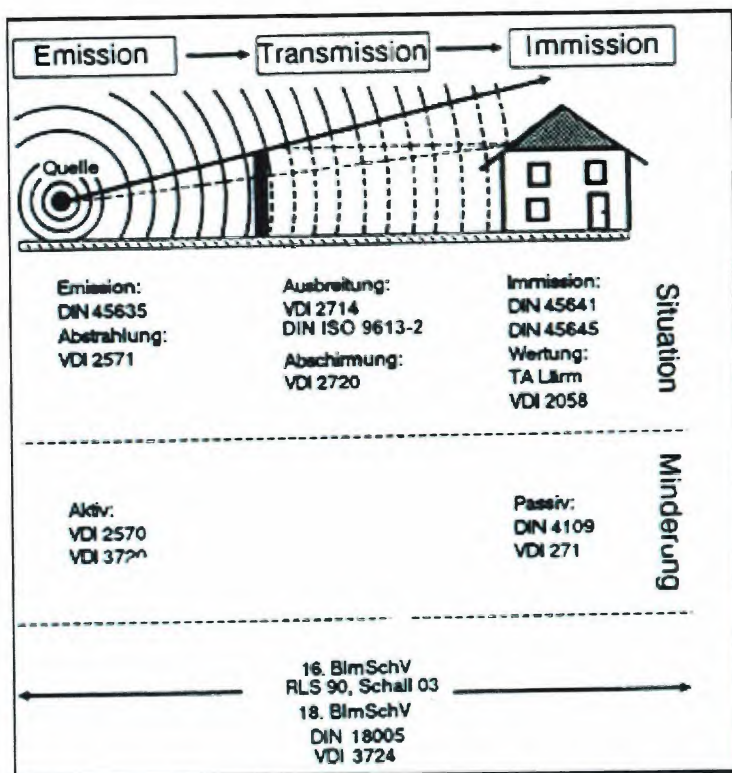 Emission
Transmission
Immission
Quelle
Emission:
DIN 45635
Abstrahlung:
VDI 2571
Ausbreitung:
VDI 2714
DIN ISO 9613-2
Abschirmung:
VDI 2720
Immission:
DIN 45641
DIN 45645
Wertung:
TA Lärm
VDI 2058
Situation
Aktiv:
VDI 2570
VDI 3720
Passiv:
DIN 4109
VDI 271
Minderung
16. BImSchV
RLS 90, Schall 03
18. BImSchV
DIN 18005
VDI 3724